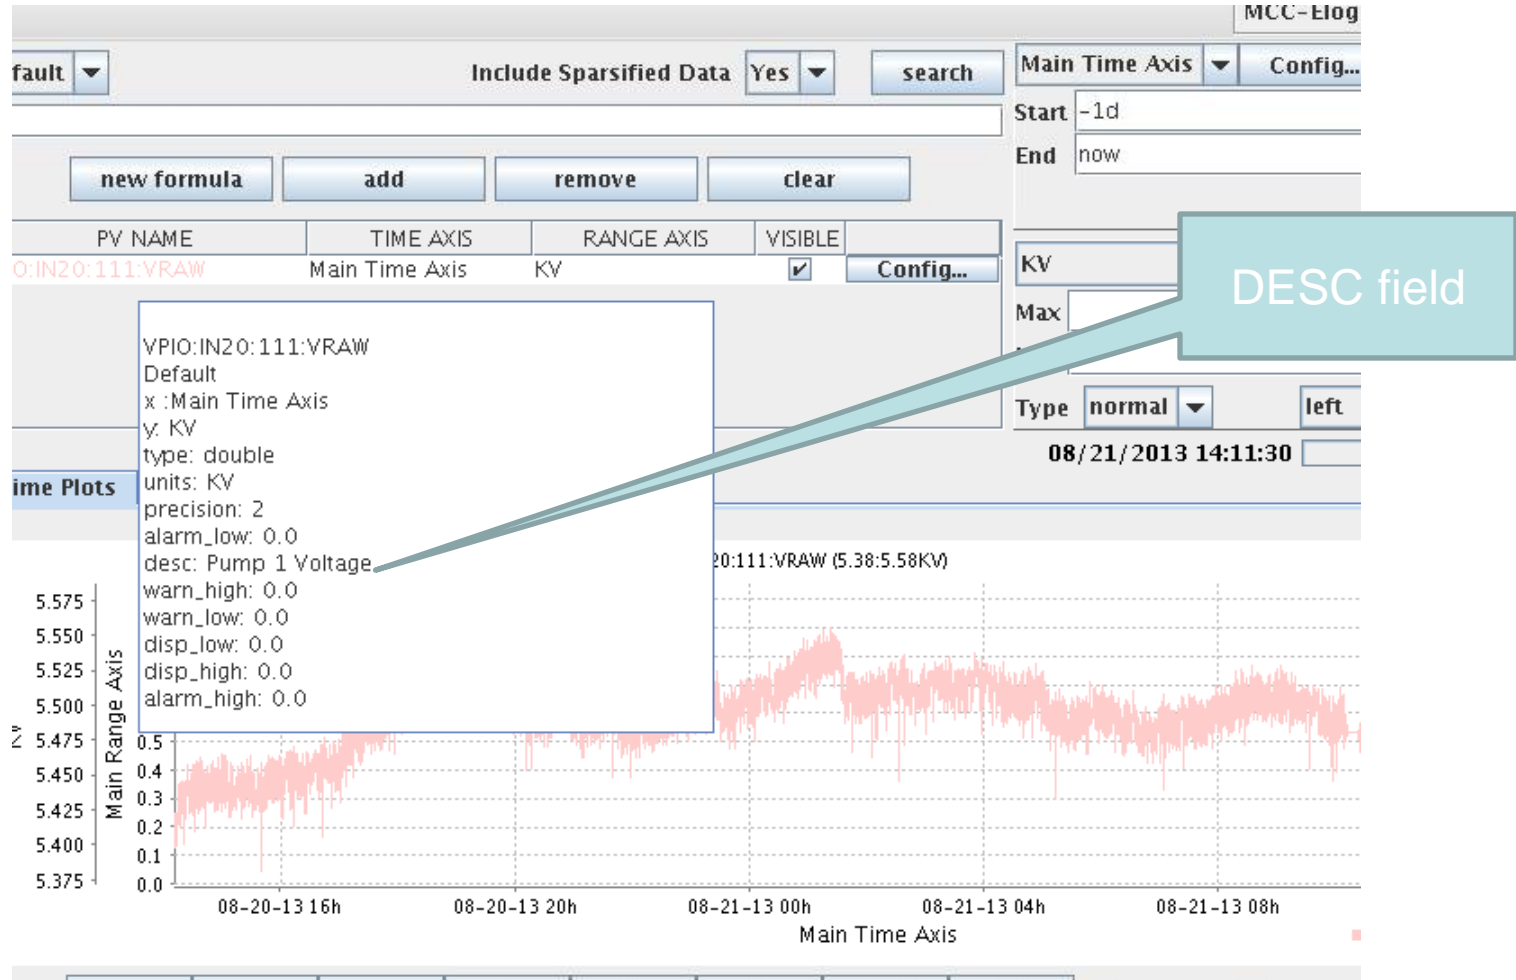 MCC-Elog
fault
Include Sparsified Data Yes search
Main Time Axis Config...
Start -1d
End now
new formula add remove clear
PV NAME TIME AXIS RANGE AXIS VISIBLE
O:IN20:111:VRAW Main Time Axis KV Config...
KV
Max
Type normal left
08/21/2013 14:11:30
DESC field
VPIO:IN20:111:VRAW
Default
x :Main Time Axis
y: KV
type: double
units: KV
precision: 2
alarm_low: 0.0
desc: Pump 1 Voltage
warn_high: 0.0
warn_low: 0.0
disp_low: 0.0
disp_high: 0.0
alarm_high: 0.0
ime Plots
20:111:VRAW (5.38:5.58KV)
5.575
5.550
5.525
5.500
5.475
5.450
5.425
5.400
5.375
KV
Main Range Axis
0.5
0.4
0.3
0.2
0.1
0.0
08-20-13 16h 08-20-13 20h 08-21-13 00h 08-21-13 04h 08-21-13 08h
Main Time Axis